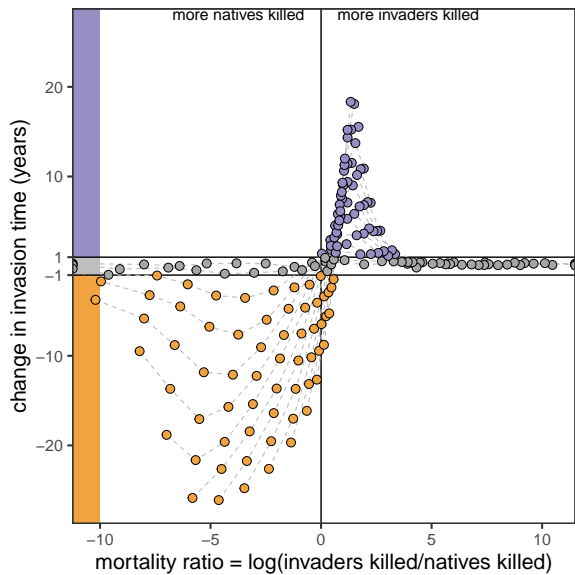 more natives killed more invaders killed
20
10
1
−1
−10
−20
change in invasion time (years)
−10 −5 0 5 10
mortality ratio = log(invaders killed/natives killed)